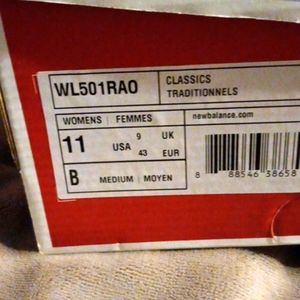 WL501RAO
CLASSICS
TRADITIONNELS
WOMENS | FEMMES
newbalance.com
11 USA
9 UK
43 EUR
B MEDIUM | MOYEN
8 88546 38658